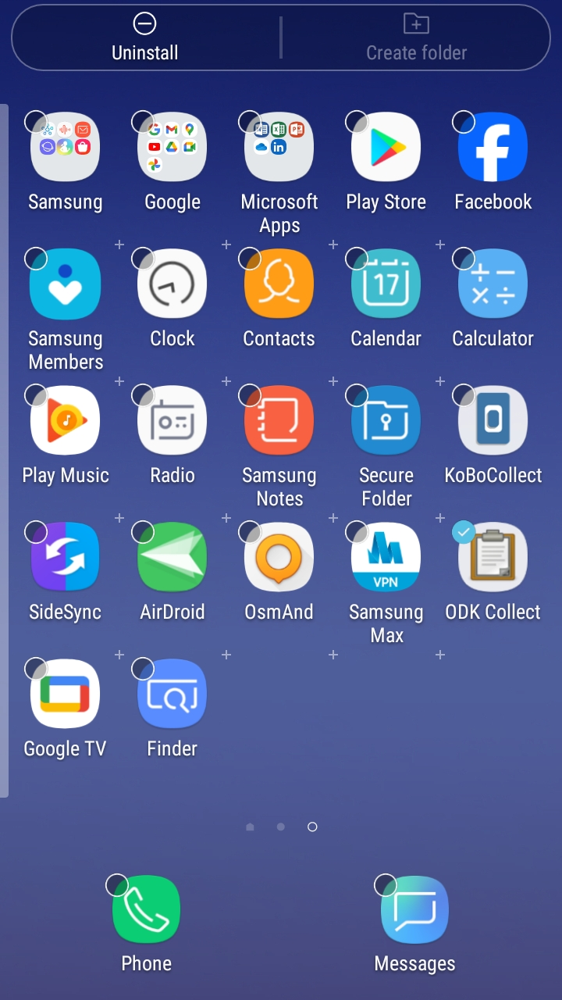 Uninstall
Create folder
Samsung
Google
Microsoft Apps
Play Store
Facebook
17
Samsung Members
Clock
Contacts
Calendar
Calculator
Play Music
Radio
Samsung Notes
Secure Folder
KoBoCollect
VPN
SideSync
AirDroid
OsmAnd
Samsung Max
ODK Collect
Google TV
Finder
Phone
Messages